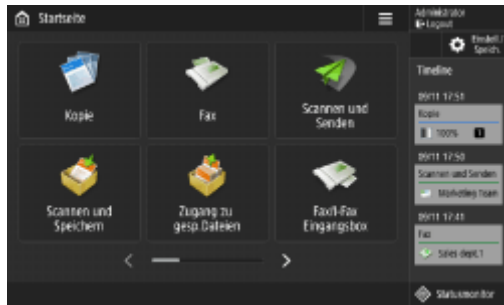 Startseite
Administrator
Logout
Einstell./
Speich.
Kopie
Fax
Scannen und
Senden
Scannen und
Speichern
Zugang zu
gesp.Dateien
Fax/I-Fax
Eingangsbox
Timeline
09/11 17:51
Kopie
100% 1
09/11 17:50
Scannen und Senden
Marketing Team
09/11 17:41
Fax
Sales dept.1
Statusmonitor